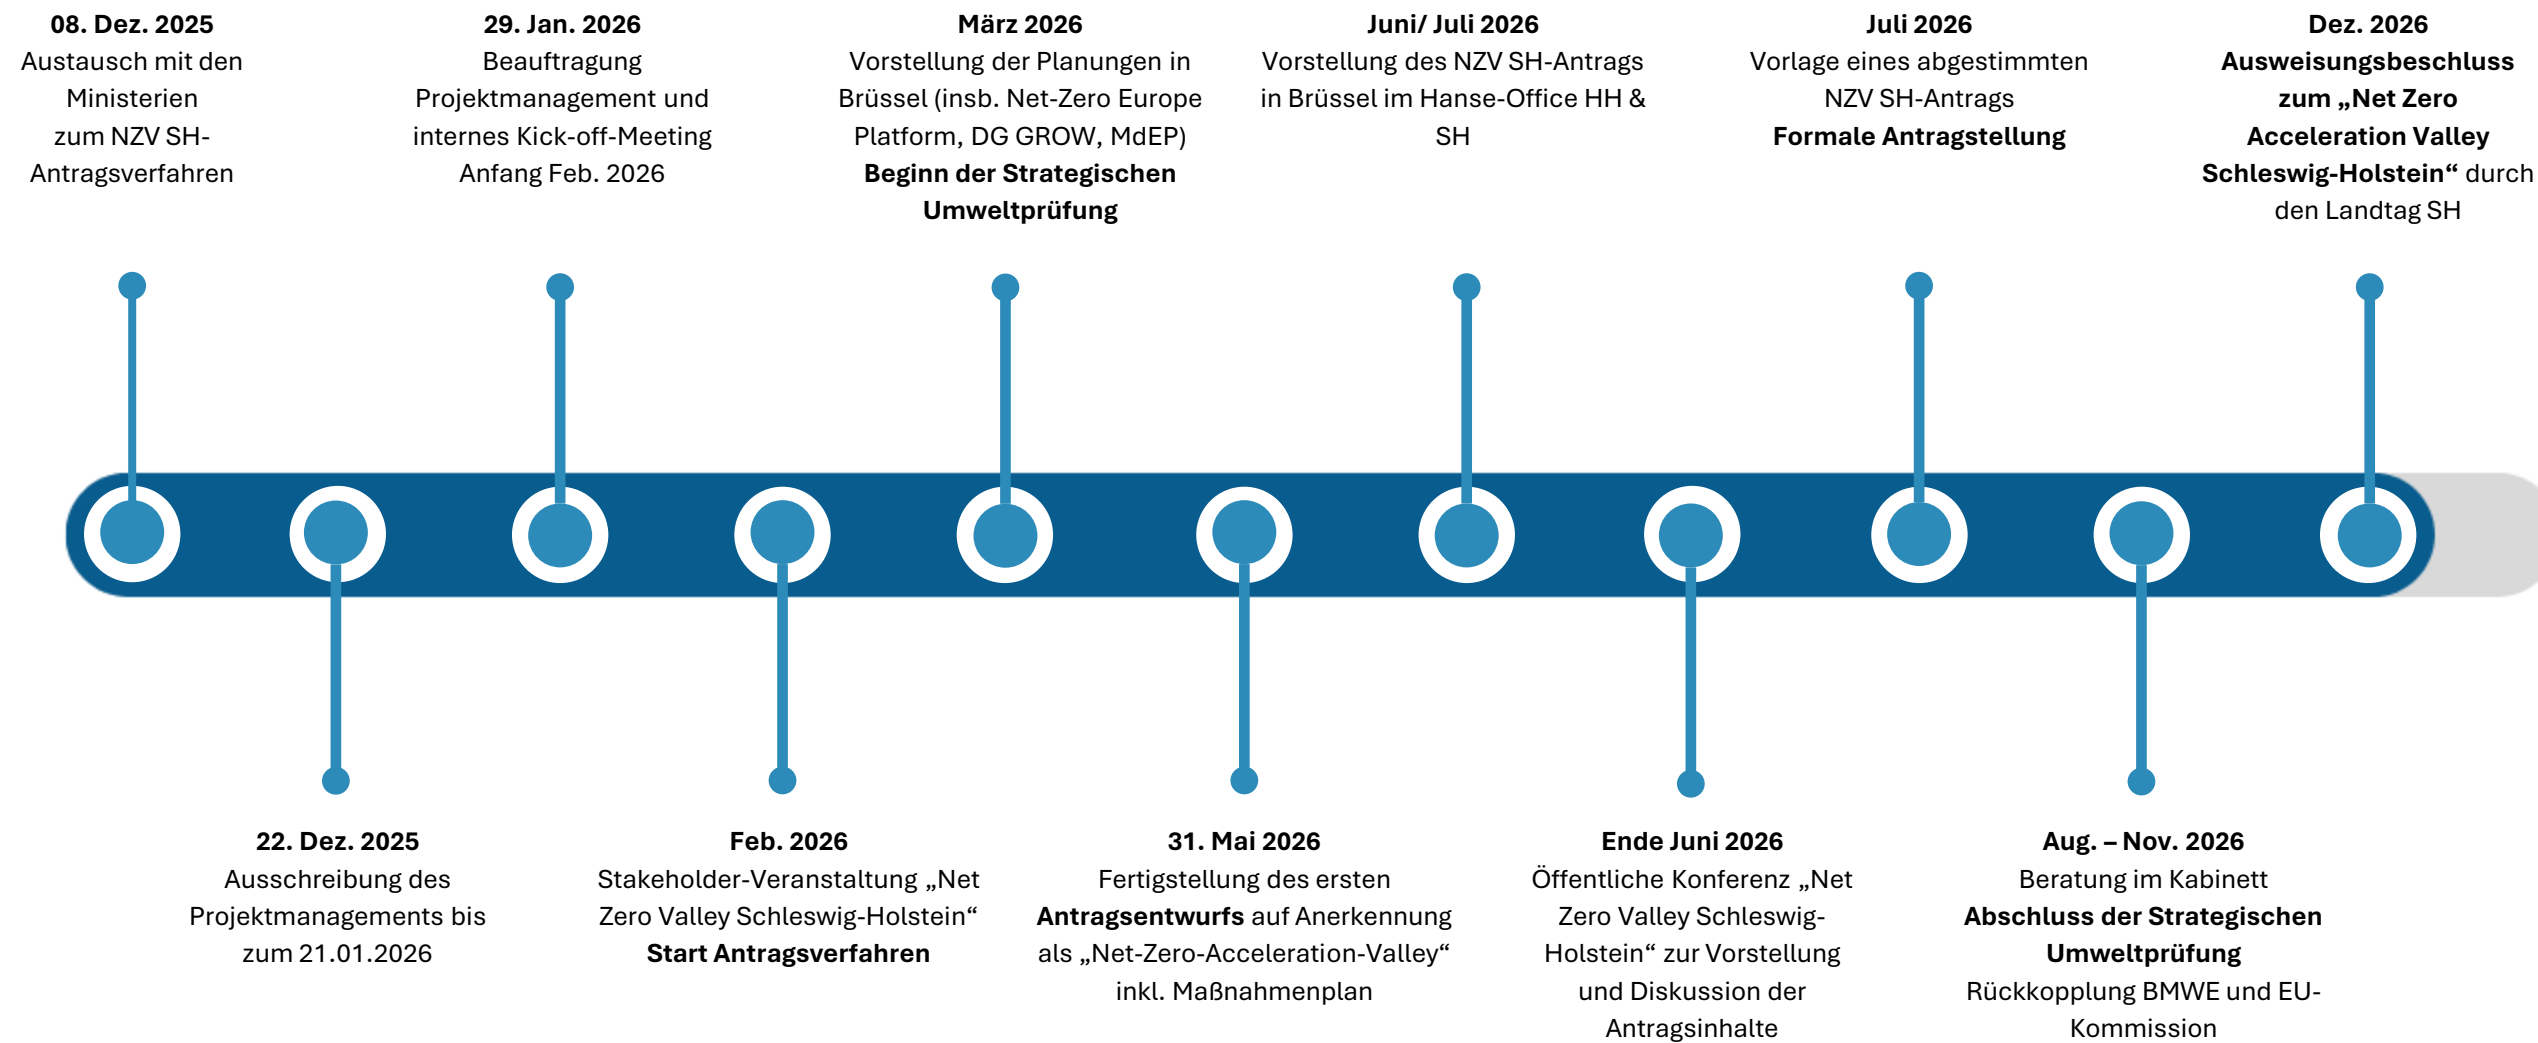 08. Dez. 2025
Austausch mit den
Ministerien
zum NZV SH-
Antragsverfahren
22. Dez. 2025
Ausschreibung des
Projektmanagements bis
zum 21.01.2026
29. Jan. 2026
Beauftragung
Projektmanagement und
internes Kick-off-Meeting
Anfang Feb. 2026
Feb. 2026
Stakeholder-Veranstaltung „Net
Zero Valley Schleswig-Holstein“
Start Antragsverfahren
März 2026
Vorstellung der Planungen in
Brüssel (insb. Net-Zero Europe
Platform, DG GROW, MdEP)
Beginn der Strategischen
Umweltprüfung
31. Mai 2026
Fertigstellung des ersten
Antragsentwurfs auf Anerkennung
als „Net-Zero-Acceleration-Valley“
inkl. Maßnahmenplan
Juni/ Juli 2026
Vorstellung des NZV SH-Antrags
in Brüssel im Hanse-Office HH &
SH
Ende Juni 2026
Öffentliche Konferenz „Net
Zero Valley Schleswig-
Holstein“ zur Vorstellung
und Diskussion der
Antragsinhalte
Juli 2026
Vorlage eines abgestimmten
NZV SH-Antrags
Formale Antragstellung
Aug. – Nov. 2026
Beratung im Kabinett
Abschluss der Strategischen
Umweltprüfung
Rückkopplung BMWE und EU-
Kommission
Dez. 2026
Ausweisungsbeschluss
zum „Net Zero
Acceleration Valley
Schleswig-Holstein“ durch
den Landtag SH